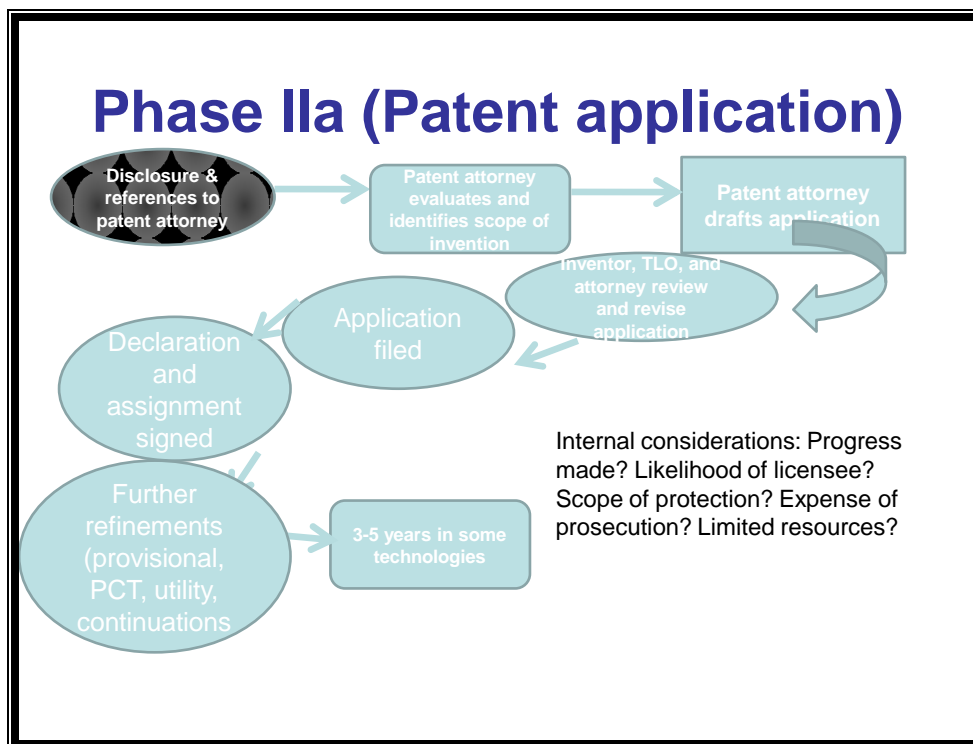 Phase IIa (Patent application)
Disclosure &
references to
patent attorney
Patent attorney
evaluates and
identifies scope of
invention
Patent attorney
drafts application
Inventor, TLO, and
attorney review
and revise
application
Application
filed
Declaration
and
assignment
signed
Further
refinements
(provisional,
PCT, utility,
continuations
3-5 years in some
technologies
Internal considerations: Progress
made? Likelihood of licensee?
Scope of protection? Expense of
prosecution? Limited resources?